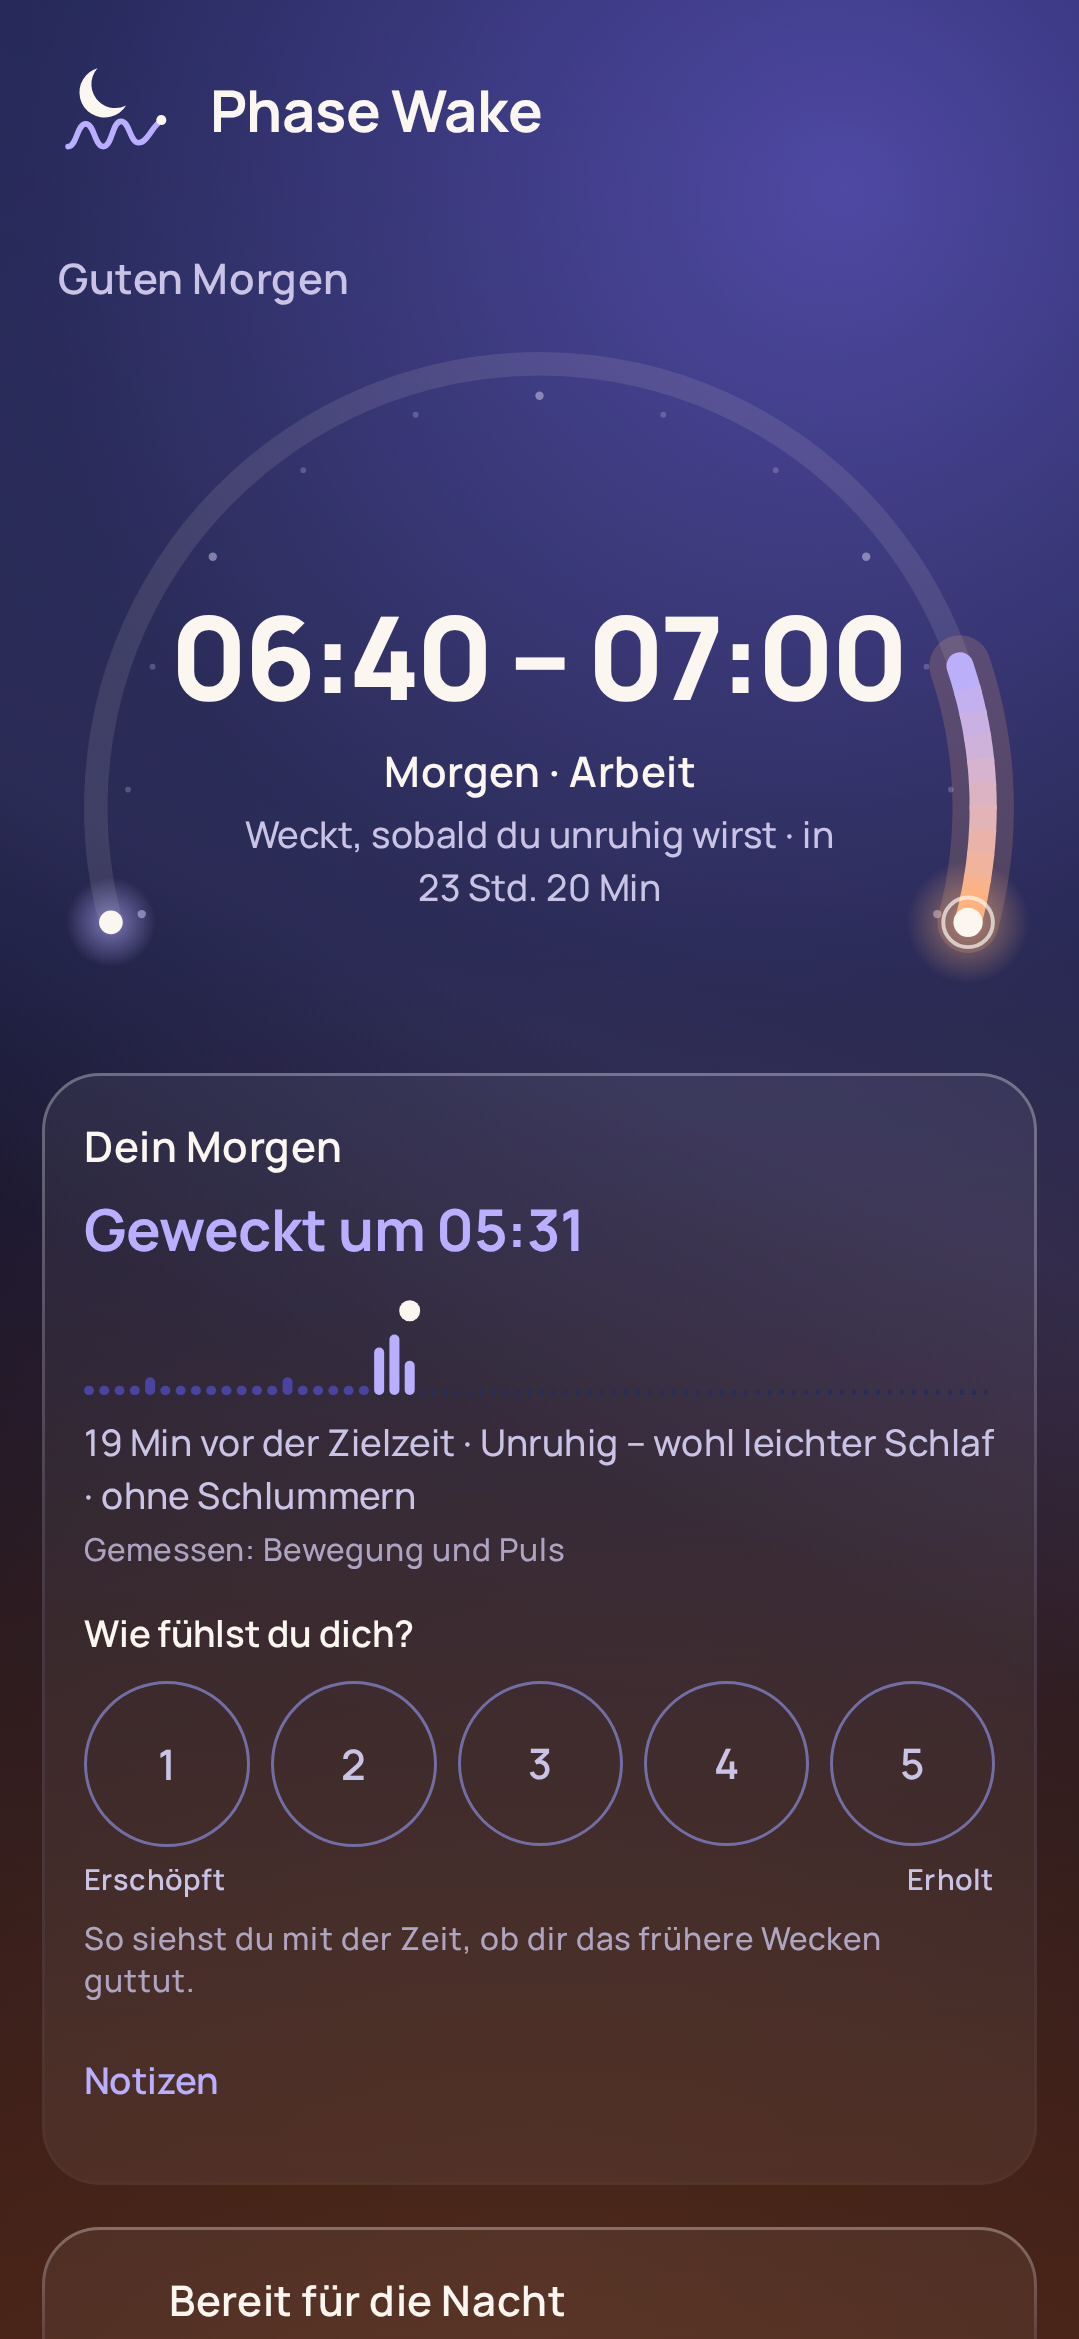 Phase Wake
Guten Morgen
06:40 – 07:00
Morgen · Arbeit
Weckt, sobald du unruhig wirst · in
23 Std. 20 Min
Dein Morgen
Geweckt um 05:31
19 Min vor der Zielzeit · Unruhig – wohl leichter Schlaf
· ohne Schlummern
Gemessen: Bewegung und Puls
Wie fühlst du dich?
1 2 3 4 5
Erschöpft Erholt
So siehst du mit der Zeit, ob dir das frühere Wecken
guttut.
Notizen
Bereit für die Nacht